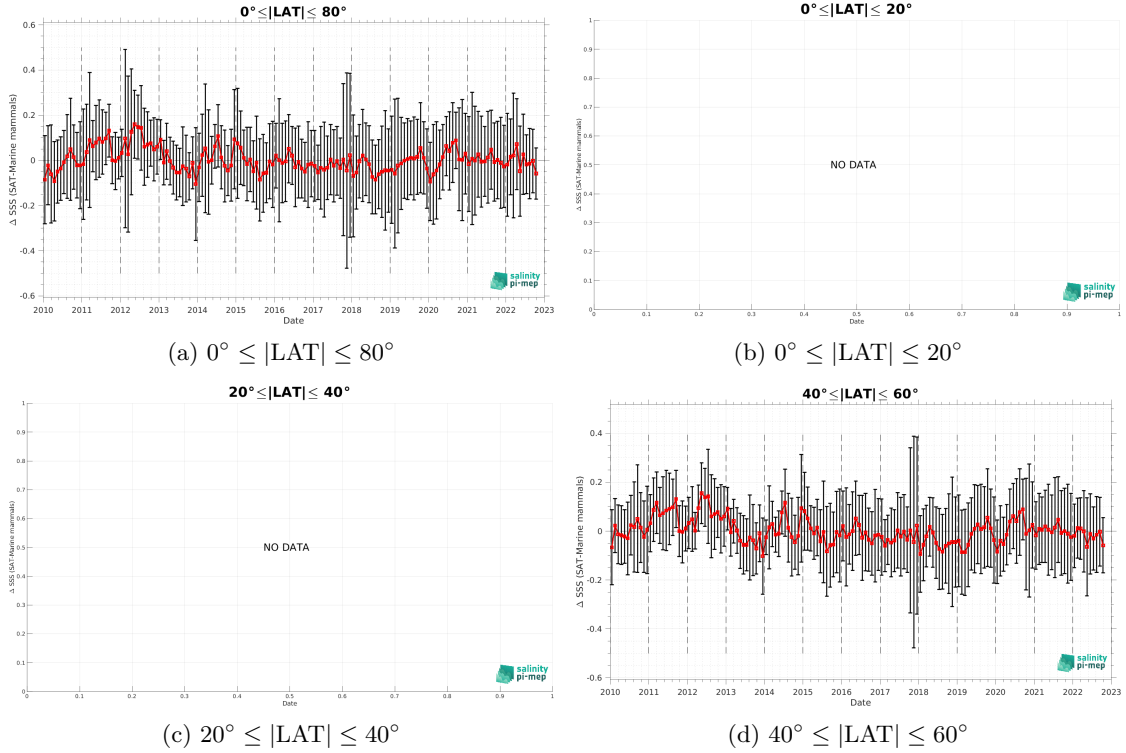 0°≤|LAT|≤ 80°
Δ SSS (SAT-Marine mammals)
0.6
0.4
0.2
0
-0.2
-0.4
-0.6
2010 2011 2012 2013 2014 2015 2016 2017 2018 2019 2020 2021 2022 2023
Date
salinity
pi-mep
(a) 0° ≤ |LAT| ≤ 80°
0°≤|LAT|≤ 20°
Δ SSS (SAT-Marine mammals)
1
0.9
0.8
0.7
0.6
0.5
0.4
0.3
0.2
0.1
0
NO DATA
0 0.1 0.2 0.3 0.4 0.5 0.6 0.7 0.8 0.9 1
Date
salinity
pi-mep
(b) 0° ≤ |LAT| ≤ 20°
20°≤|LAT|≤ 40°
Δ SSS (SAT-Marine mammals)
1
0.9
0.8
0.7
0.6
0.5
0.4
0.3
0.2
0.1
0
NO DATA
0 0.1 0.2 0.3 0.4 0.5 0.6 0.7 0.8 0.9 1
Date
salinity
pi-mep
(c) 20° ≤ |LAT| ≤ 40°
40°≤|LAT|≤ 60°
Δ SSS (SAT-Marine mammals)
0.4
0.2
0
-0.2
-0.4
-0.6
2010 2011 2012 2013 2014 2015 2016 2017 2018 2019 2020 2021 2022 2023
Date
salinity
pi-mep
(d) 40° ≤ |LAT| ≤ 60°